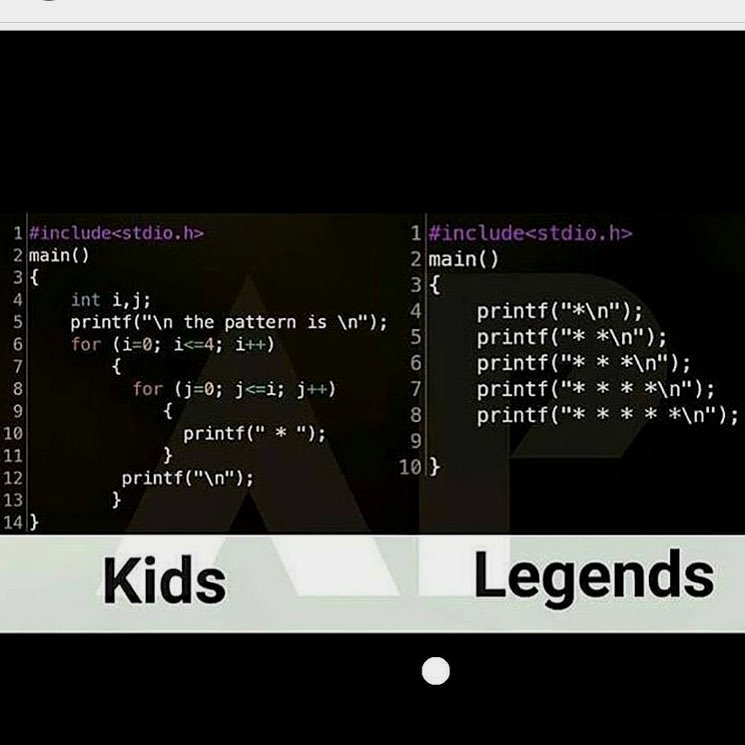 1 #include<stdio.h>
2 main()
3 {
4 int i,j;
5 printf("\n the pattern is \n");
6 for (i=0; i<=4; i++)
7 {
8 for (j=0; j<=i; j++)
9 {
10 printf(" * ");
11 }
12 printf("\n");
13 }
14 }
Kids
1 #include<stdio.h>
2 main()
3 {
4 printf("*\n");
5 printf("* *\n");
6 printf("* * *\n");
7 printf("* * * *\n");
8 printf("* * * * *\n");
9
10 }
Legends
AP